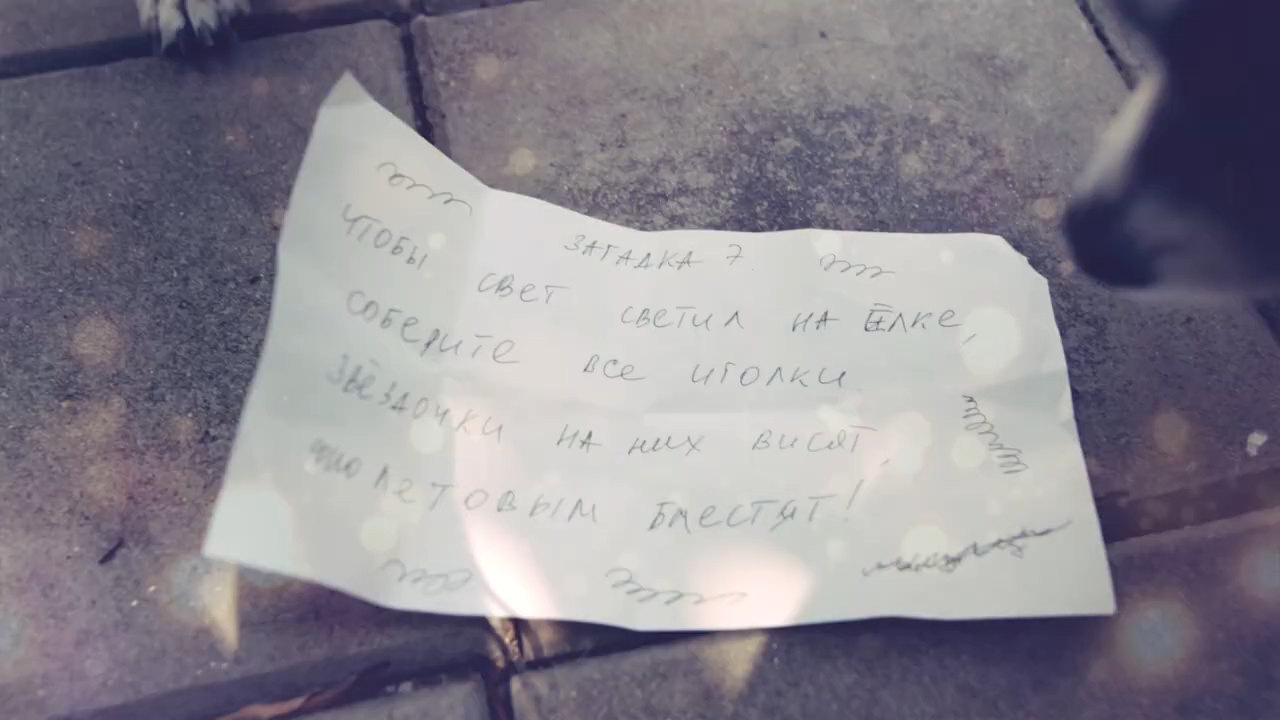 ЗАГАДКА 7
ЧТОБЫ СВЕТ СВЕТИЛ НА ЁЛКЕ,
СОБЕРИТЕ ВСЕ ИГОЛКИ.
ЗВЁЗДОЧКИ НА НИХ ВИСЯТ,
ФИОЛЕТОВЫМ БЛЕСТЯТ!